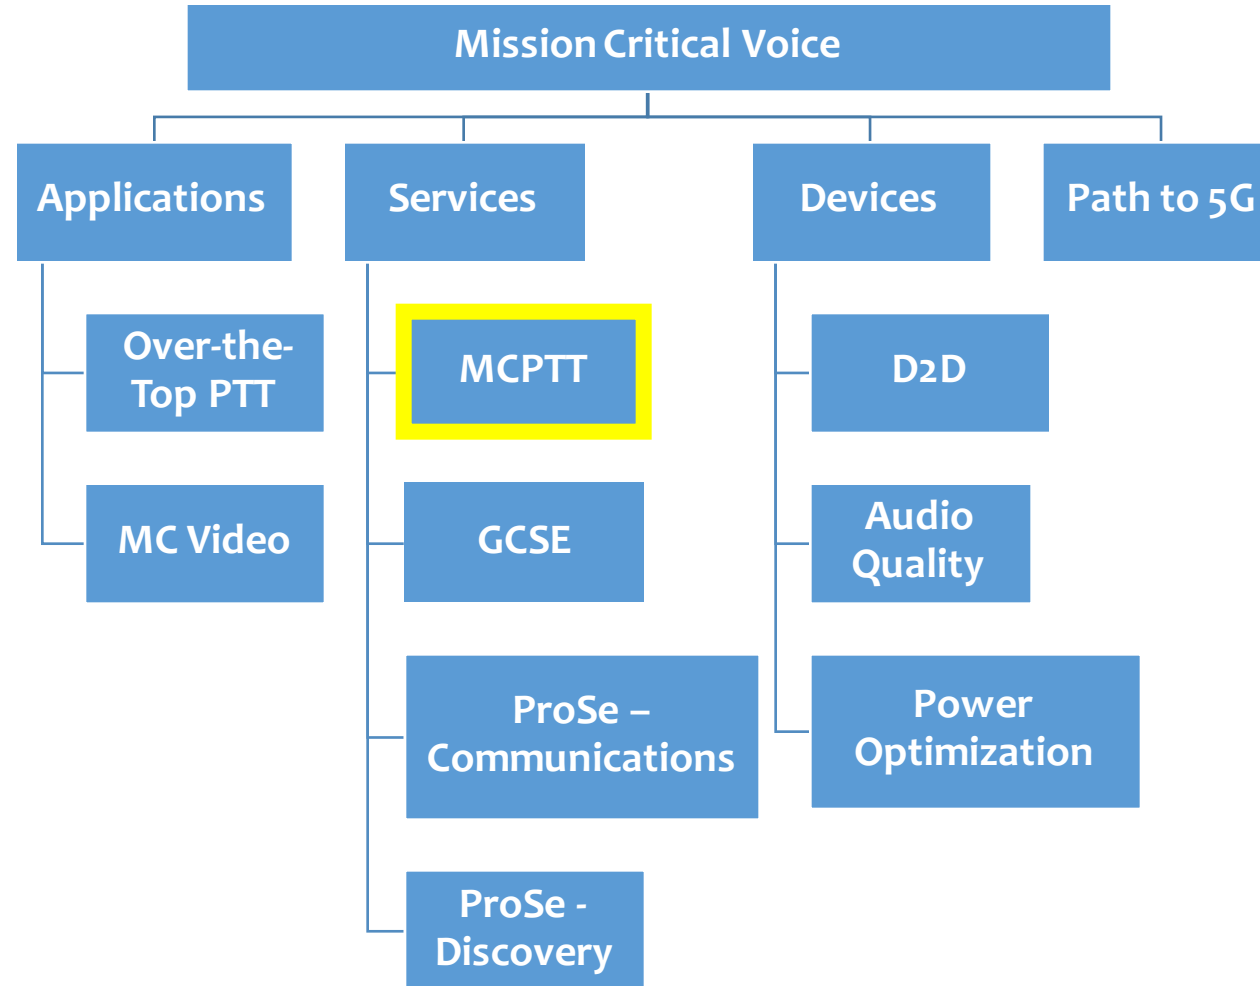 Mission Critical Voice
Applications
Services
Devices
Path to 5G
Over-the-
Top PTT
MCPTT
D2D
MC Video
GCSE
Audio
Quality
ProSe –
Communications
Power
Optimization
ProSe -
Discovery